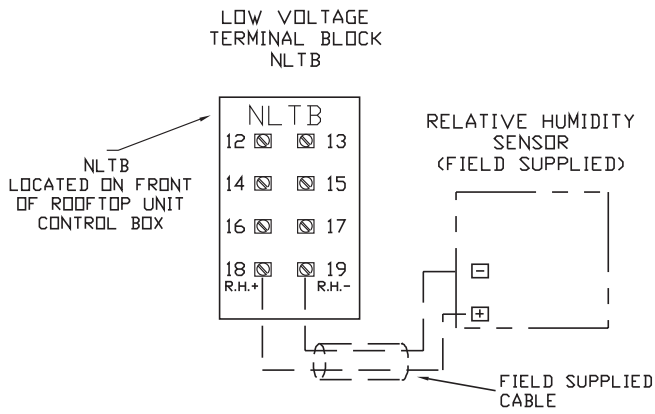 LOW VOLTAGE
TERMINAL BLOCK
NLTB
NLTB
12 13
14 15
16 17
18 19
R.H.+ R.H.-
NLTB
LOCATED ON FRONT
OF ROOFTOP UNIT
CONTROL BOX
RELATIVE HUMIDITY
SENSOR
(FIELD SUPPLIED)
-
+
FIELD SUPPLIED
CABLE